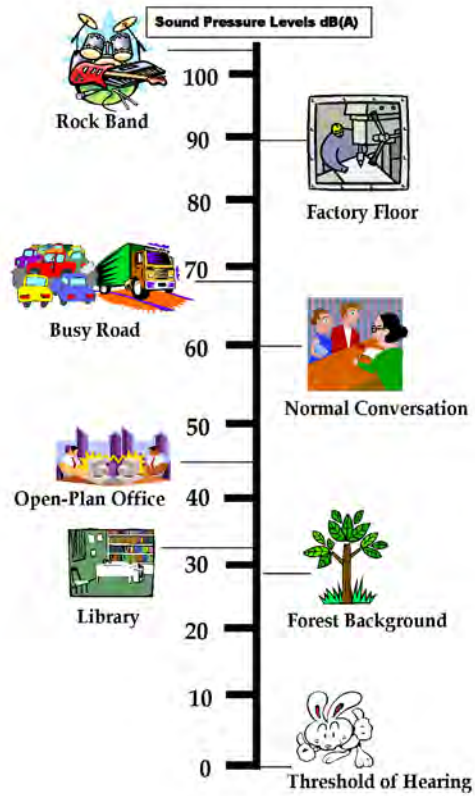 Sound Pressure Levels dB(A)
100
Rock Band
90
80
Factory Floor
70
Busy Road
60
Normal Conversation
50
Open-Plan Office
40
30
Library
Forest Background
20
10
0
Threshold of Hearing